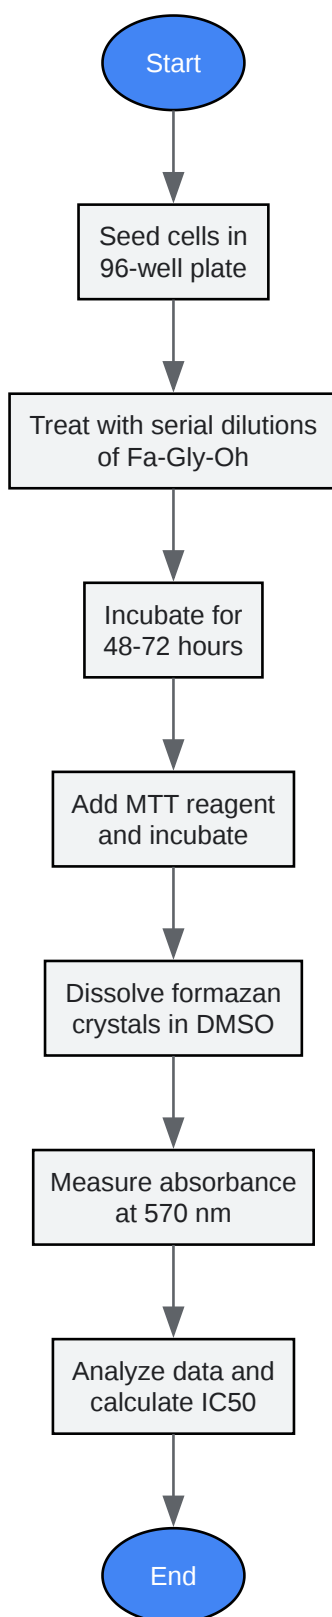 Start
Seed cells in
96-well plate
Treat with serial dilutions
of Fa-Gly-Oh
Incubate for
48-72 hours
Add MTT reagent
and incubate
Dissolve formazan
crystals in DMSO
Measure absorbance
at 570 nm
Analyze data and
calculate IC50
End